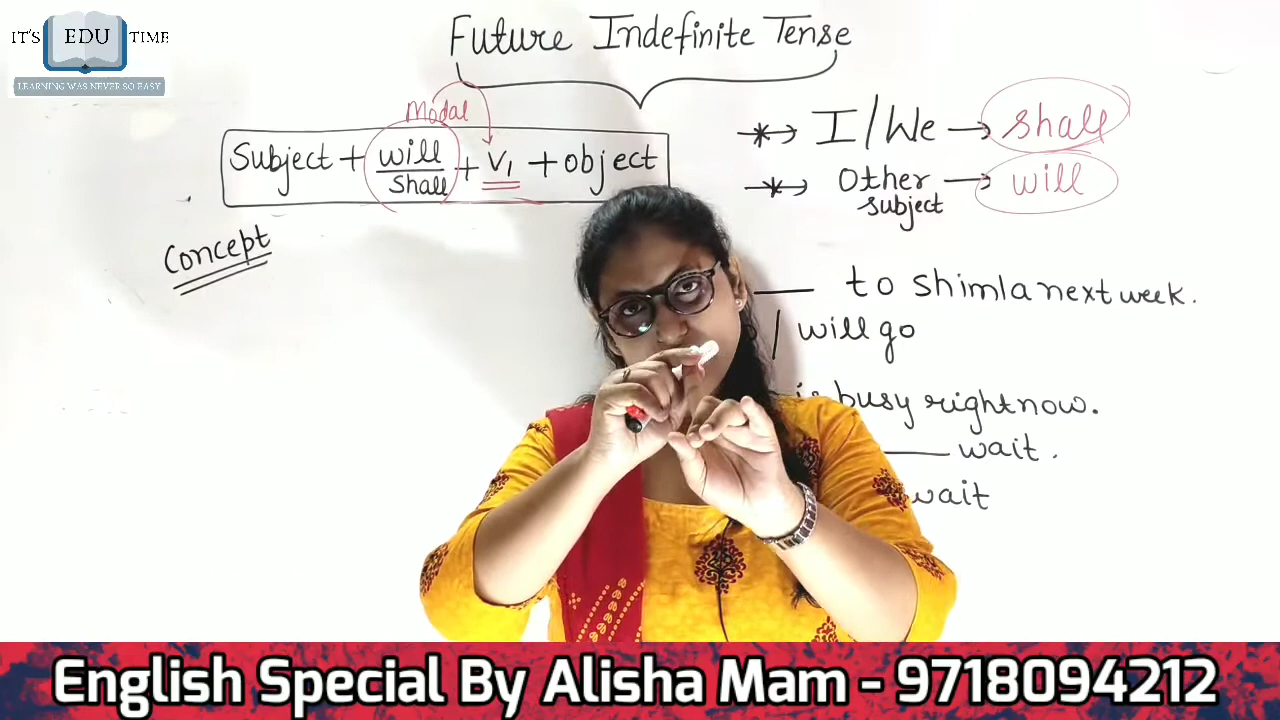 IT'S EDU TIME
LEARNING WAS NEVER SO EASY
Future Indefinite Tense
Modal
Subject + will/shall + V1 + object
I/We → shall
Other subject → will
Concept
to shimla next week.
will go
is busy right now.
wait.
wait
English Special By Alisha Mam - 9718094212